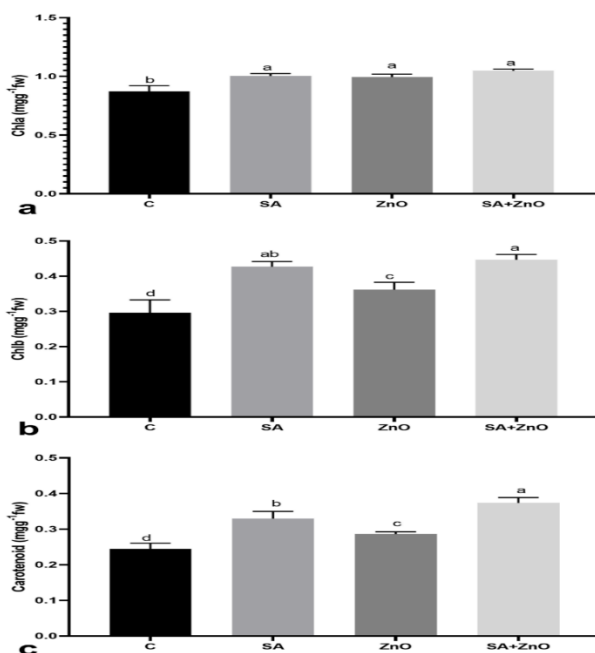 1.5
1.0
0.5
0.0
Chla (mgg-1fw)
b
a
a
a
C SA ZnO SA+ZnO
a
0.5
0.4
0.3
0.2
0.1
0.0
Chlb (mgg-1fw)
d
ab
c
a
C SA ZnO SA+ZnO
b
0.5
0.4
0.3
0.2
0.1
0.0
Carotenoid (mgg-1fw)
d
b
c
a
C SA ZnO SA+ZnO
c